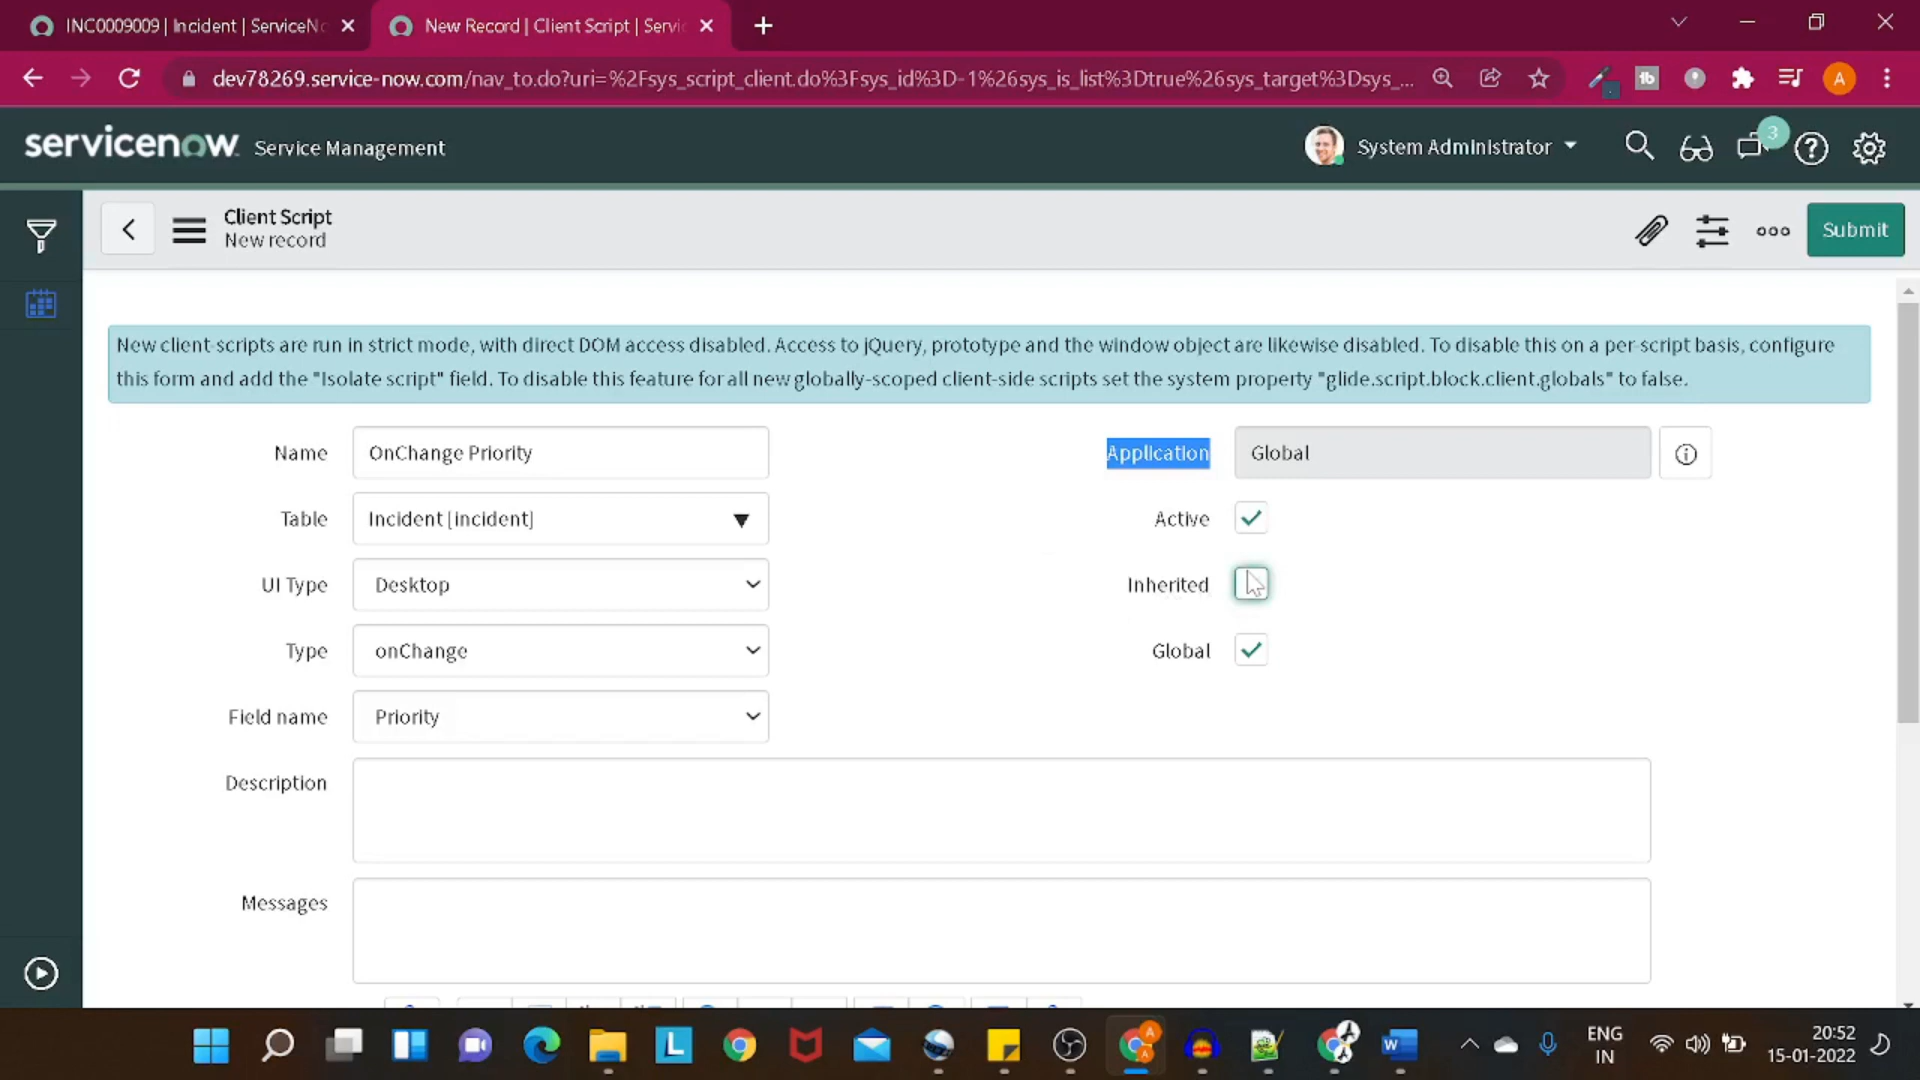 INC0009009 | Incident | ServiceNo
New Record | Client Script | Servic
dev78269.service-now.com/nav_to.do?uri=%2Fsys_script_client.do%3Fsys_id%3D-1%26sys_is_list%3Dtrue%26sys_target%3Dsys_...
tb
A
servicenow. Service Management
System Administrator
3
?
Client Script
New record
Submit
New client-scripts are run in strict mode, with direct DOM access disabled. Access to jQuery, prototype and the window object are likewise disabled. To disable this on a per-script basis, configure
this form and add the "Isolate script" field. To disable this feature for all new globally-scoped client-side scripts set the system property "glide.script.block.client.globals" to false.
Name
OnChange Priority
Application
Global
Table
Incident [incident]
Active
UI Type
Desktop
Inherited
Type
onChange
Global
Field name
Priority
Description
Messages
L
A
A
A
W
ENG
IN
20:52
15-01-2022